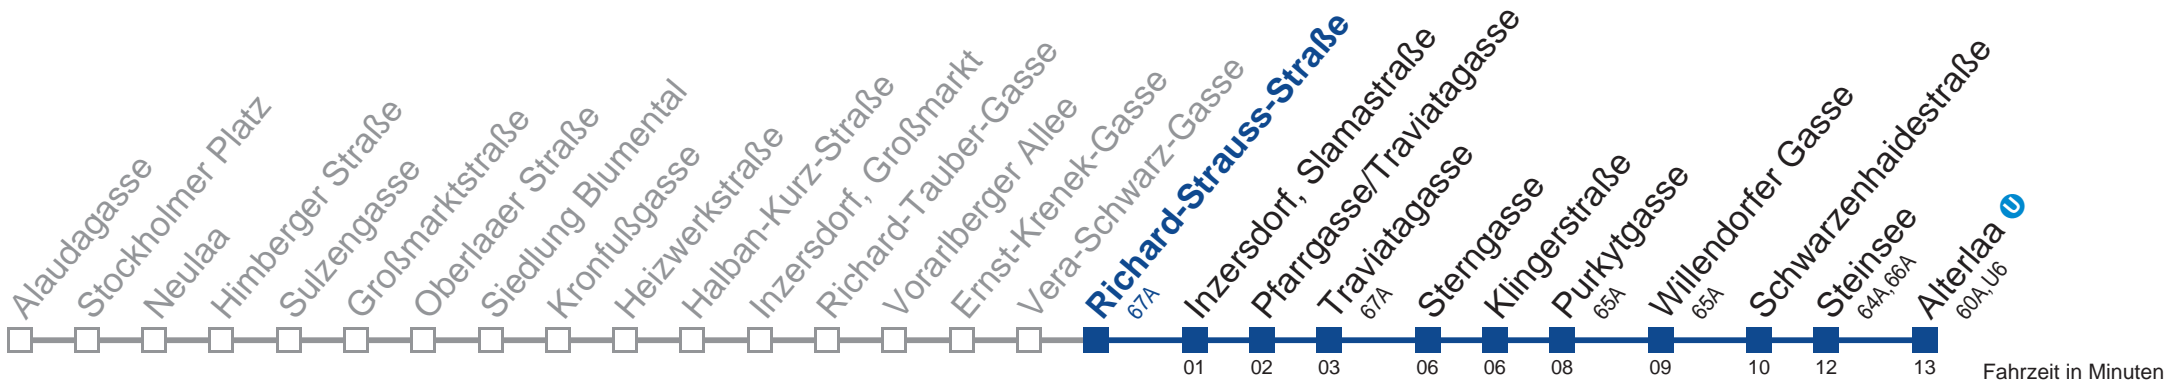 Alaudagasse
Stockholmer Platz
Neulaa
Himberger Straße
Sulzengasse
Großmarktstraße
Oberlaaer Straße
Siedlung Blumental
Kronfußgasse
Heizwerkstraße
Halban-Kurz-Straße
Inzersdorf, Großmarkt
Richard-Tauber-Gasse
Vorarlberger Allee
Ernst-Krenek-Gasse
Vera-Schwarz-Gasse
Richard-Strauss-Straße
67A
Inzersdorf, Slamastraße
Pfarrgasse/Traviatagasse
Traviatagasse
67A
Sterngasse
Klingerstraße
Purkytgasse
65A
Willendorfer Gasse
65A
Schwarzenhaidestraße
Steinsee
64A, 66A
Alterlaa U
60A, U6
01 02 03 06 06 08 09 10 12 13
Fahrzeit in Minuten